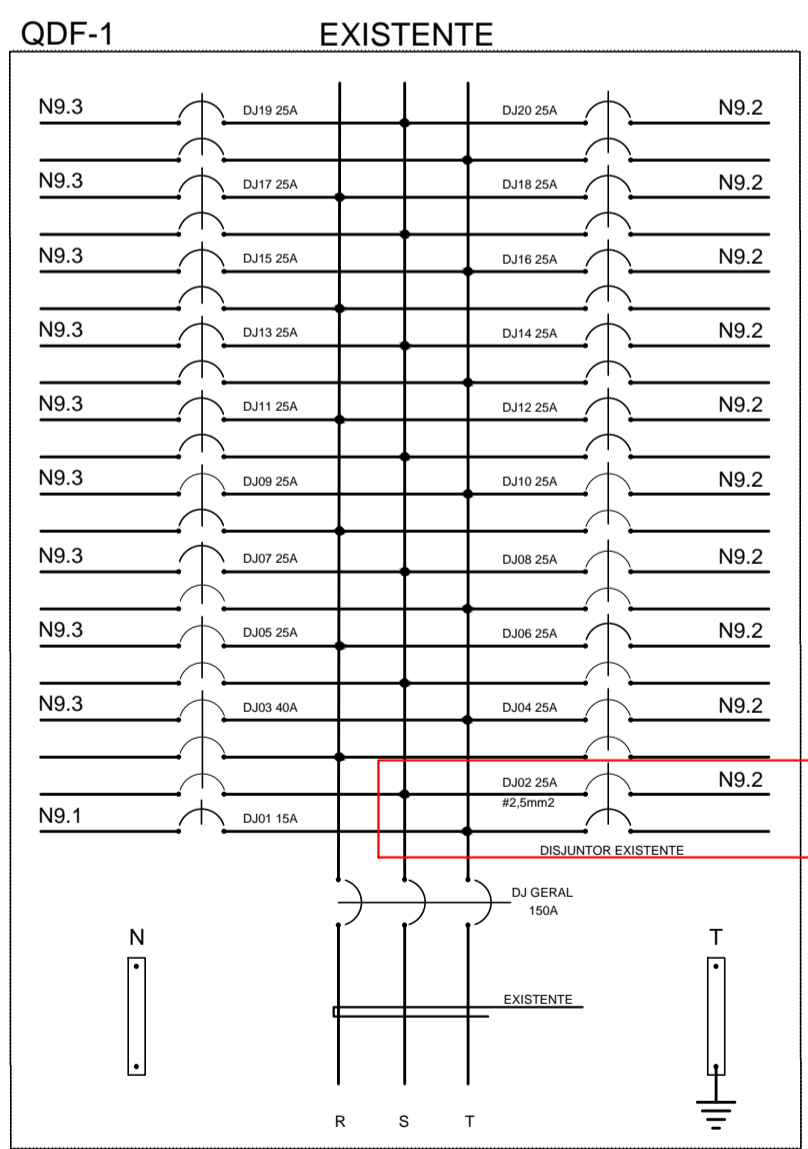 QDF-1 EXISTENTE
N9.3 DJ19 25A DJ20 25A N9.2
N9.3 DJ17 25A DJ18 25A N9.2
N9.3 DJ15 25A DJ16 25A N9.2
N9.3 DJ13 25A DJ14 25A N9.2
N9.3 DJ11 25A DJ12 25A N9.2
N9.3 DJ09 25A DJ10 25A N9.2
N9.3 DJ07 25A DJ08 25A N9.2
N9.3 DJ05 25A DJ06 25A N9.2
N9.3 DJ03 40A DJ04 25A N9.2
DJ02 25A N9.2
#2,5mm2
N9.1 DJ01 15A
DISJUNTOR EXISTENTE
DJ GERAL
150A
N T
EXISTENTE
R S T